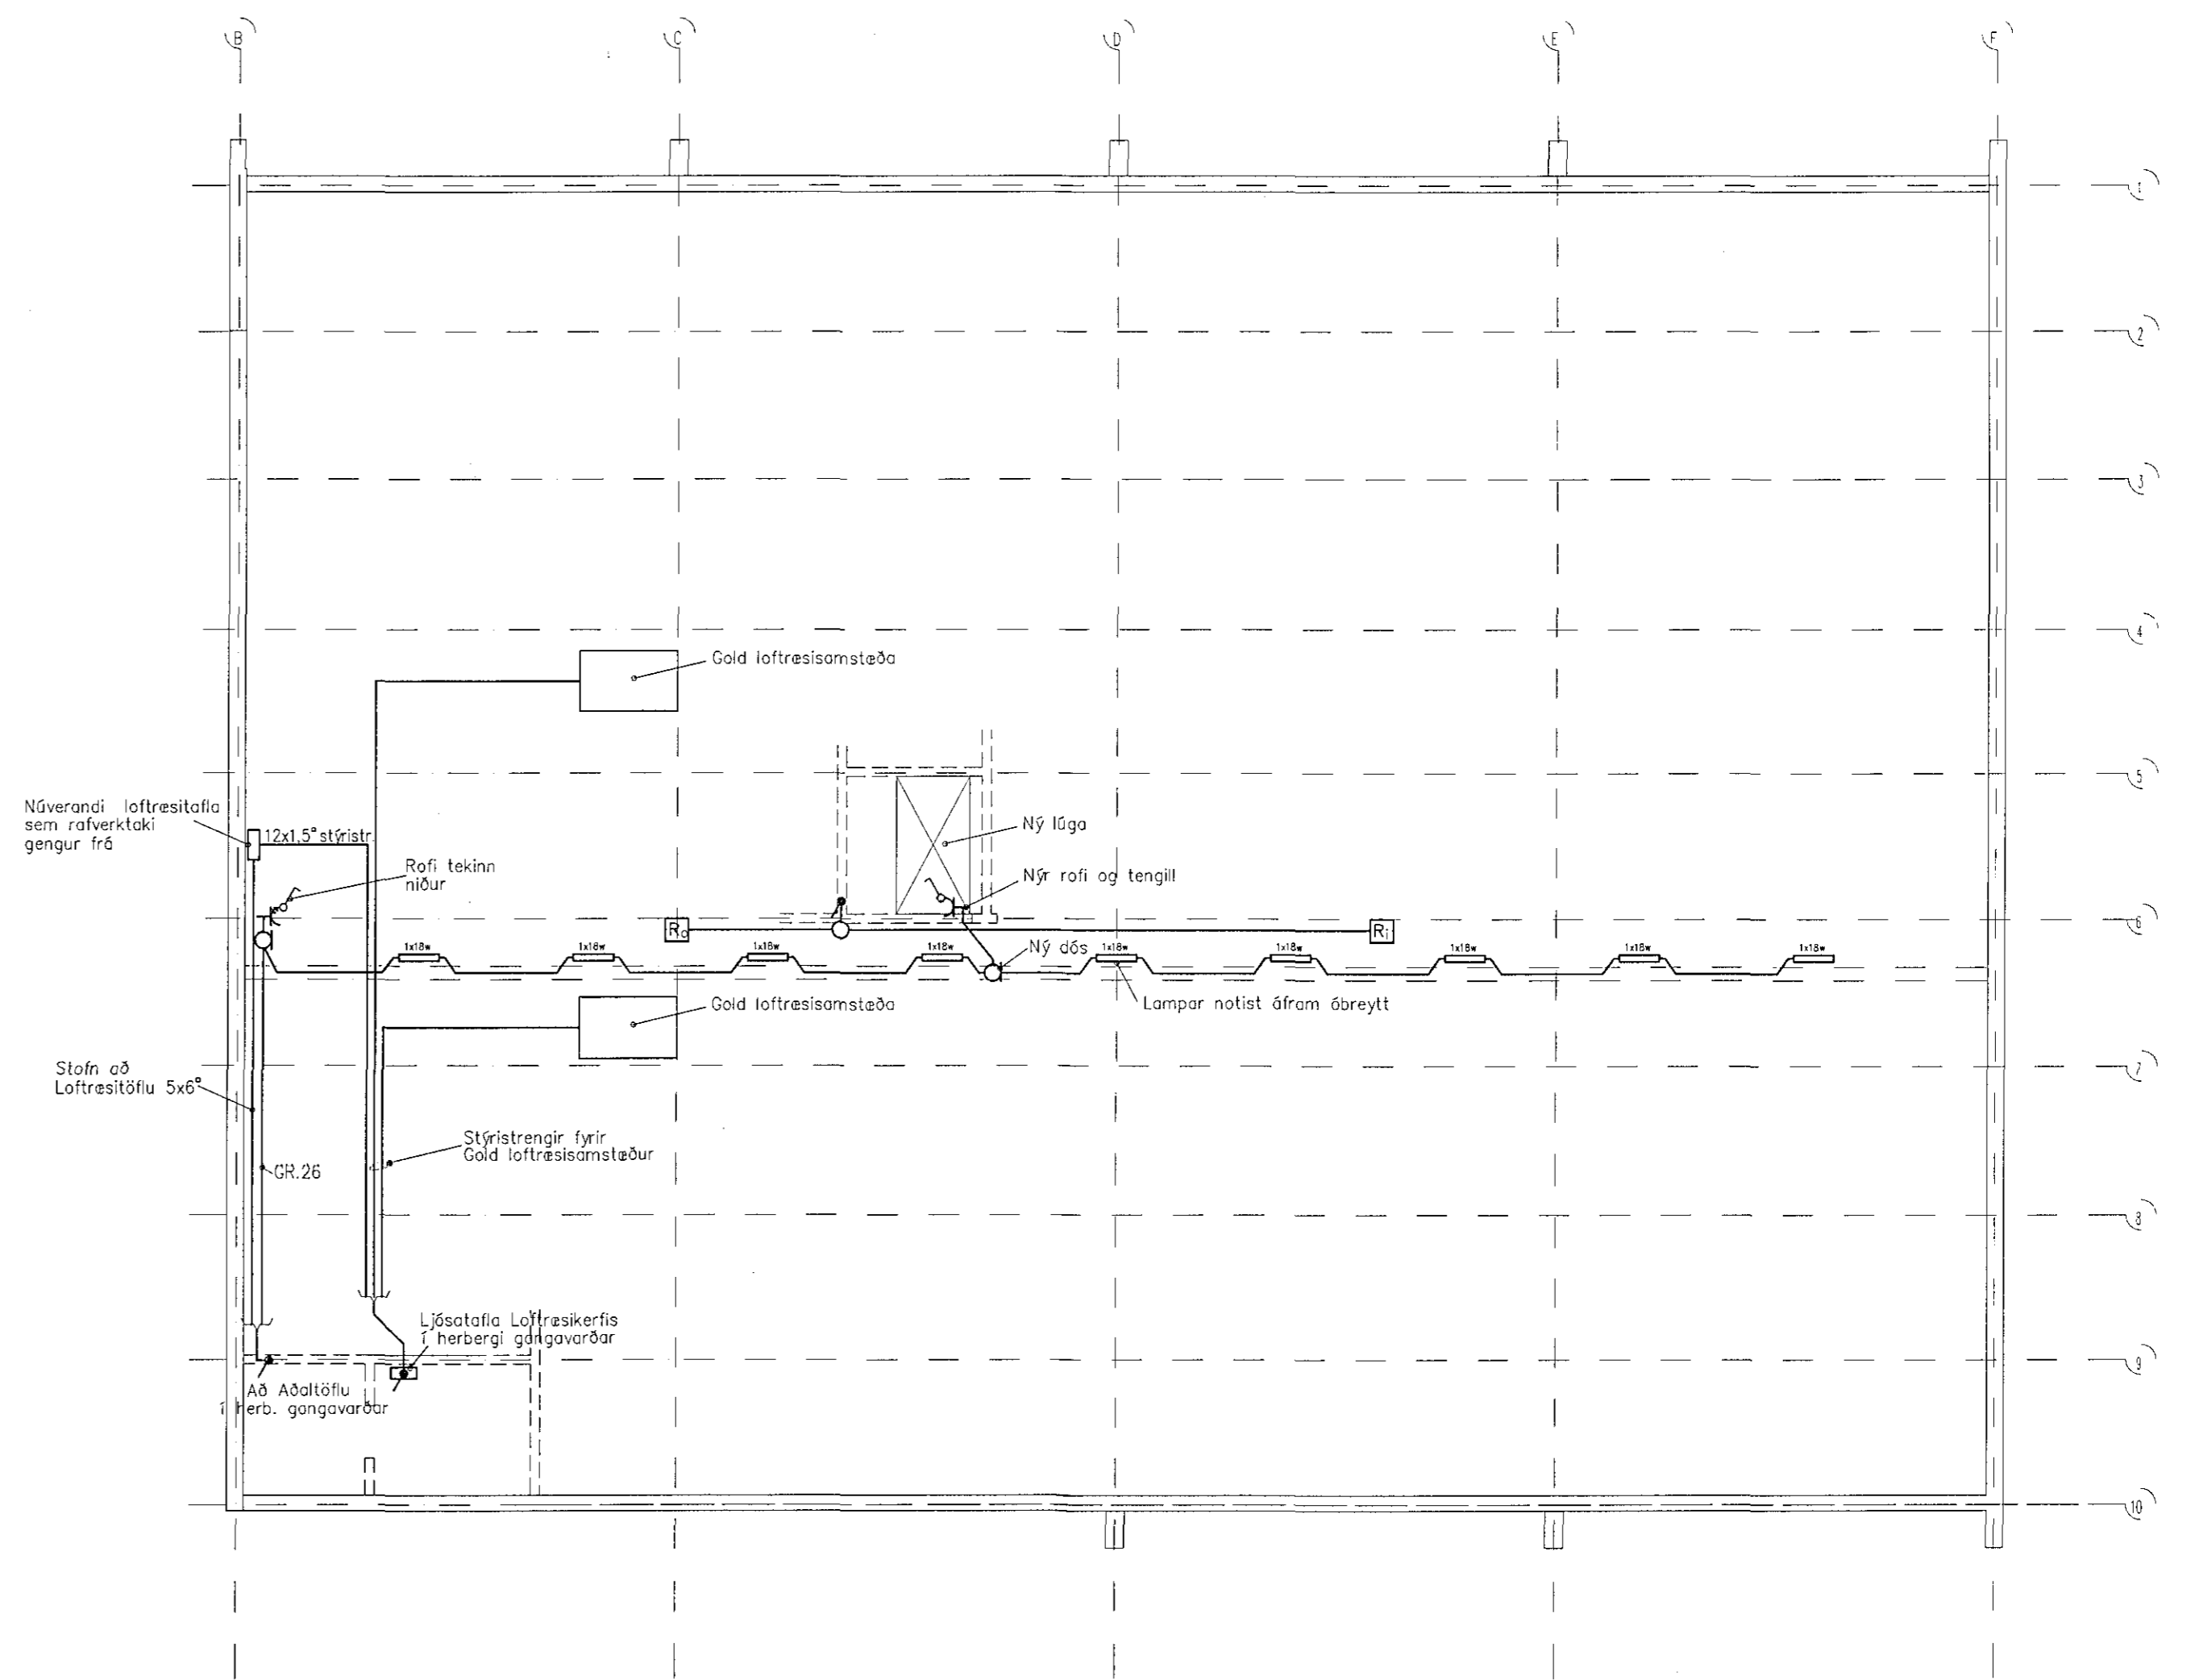 B C D E F
1
2
3
4
Gold loftræsisamstæða
5
Núverandi loftræsitafla
sem rafverktaki
gengur frá
12x1,5° stýristr.
Ný lúga
Rofi tekinn
niður
Nýr rofi og tengill
6
Ra
Ri
1x18w 1x18w 1x18w 1x18w 1x18w 1x18w 1x18w 1x18w 1x18w
Ný dós
Gold loftræsisamstæða
Lampar notist áfram óbreytt
7
Stofn að
Loftræsitöflu 5x6°
Stýristrengir fyrir
Gold loftræsisamstæður
GR.26
8
Ljósatafla Loftræsikerfis
í herbergi gangavarðar
9
Að Aðaltöflu
í herb. gangavarðar
10